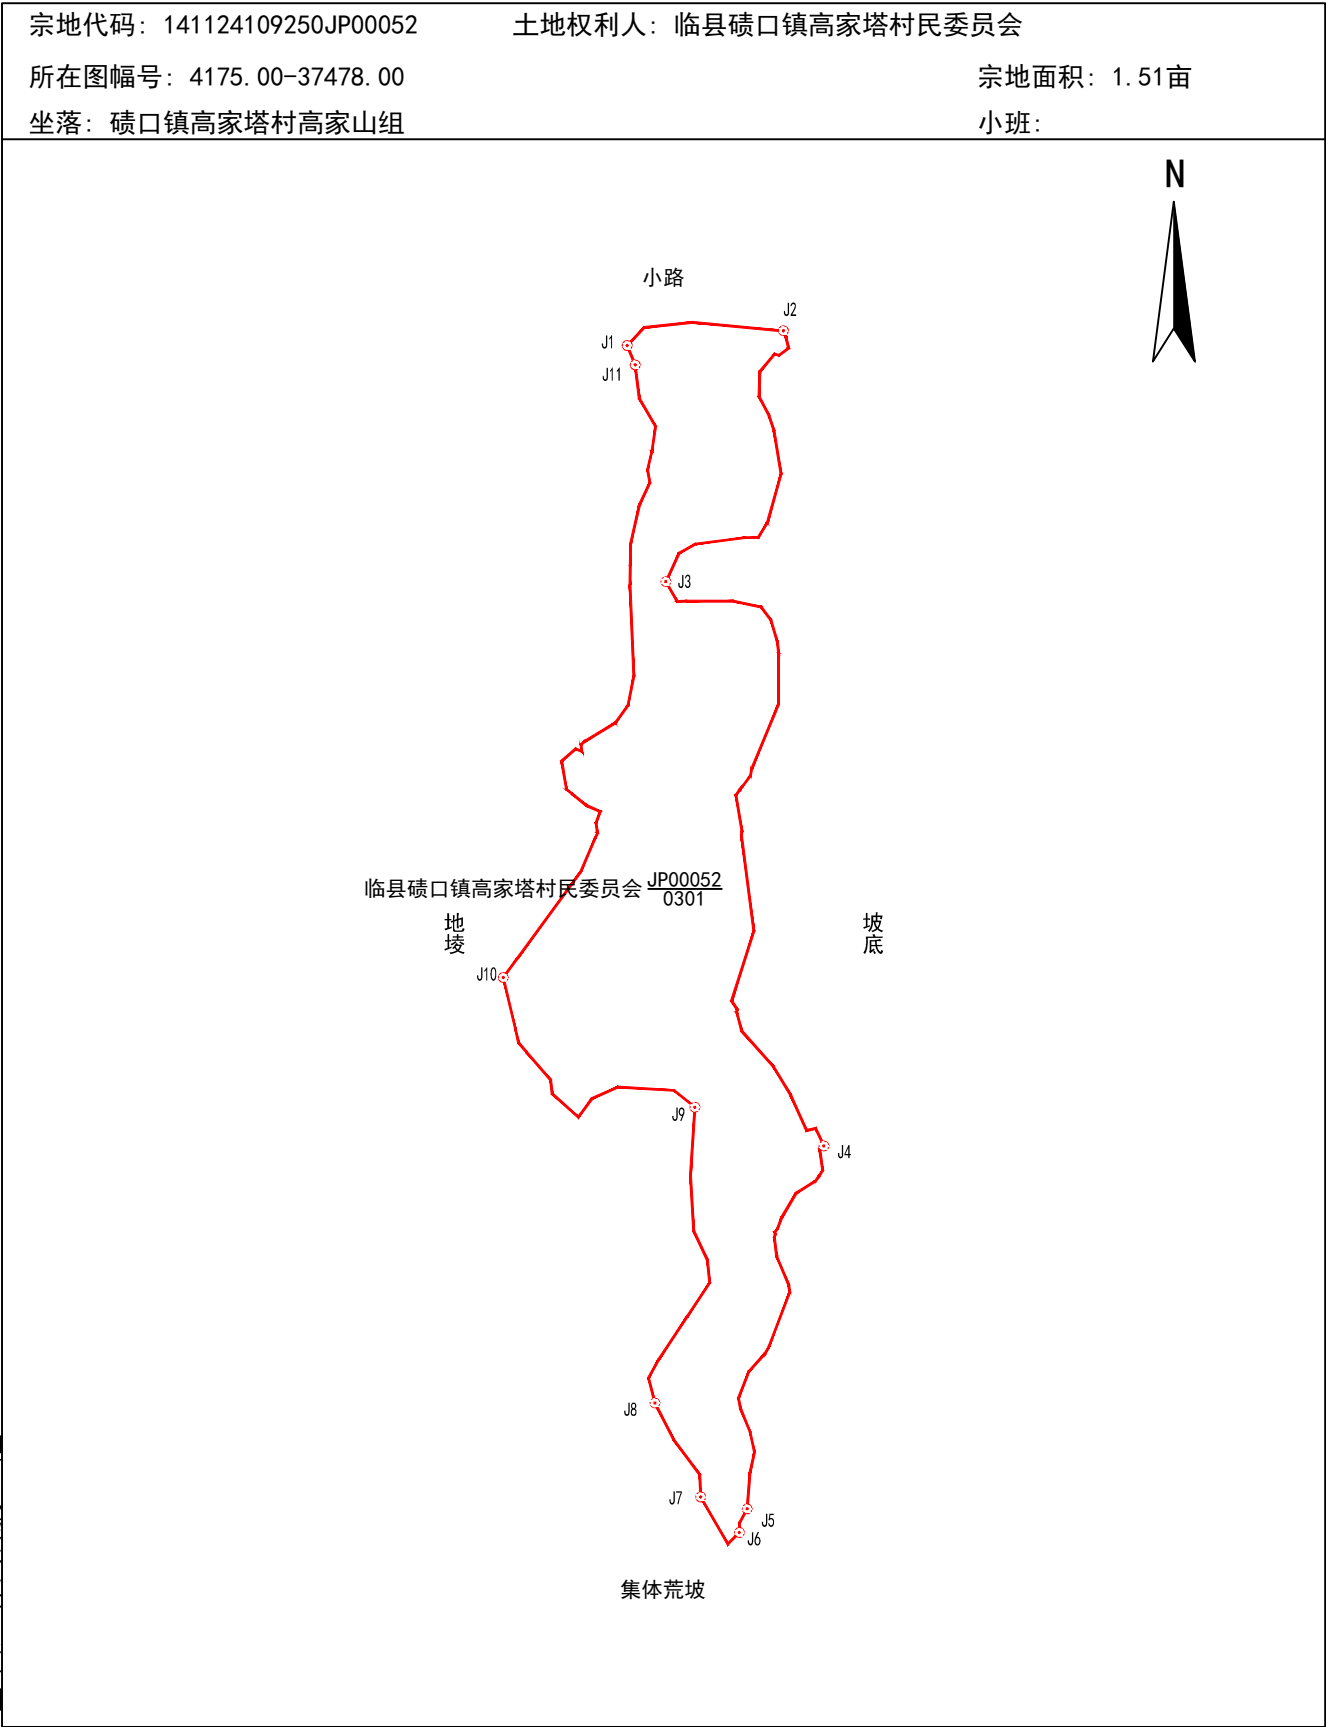 宗地代码: 141124109250JP00052 土地权利人: 临县碛口镇高家塔村民委员会
所在图幅号: 4175.00-37478.00 宗地面积: 1.51亩
坐落: 碛口镇高家塔村高家山组 小班:
N
小路
J2
J1
J11
J3
临县碛口镇高家塔村民委员会 JP00052
0301
地堎
坡底
J10
J9
J4
J8
J7
J5
J6
集体荒坡